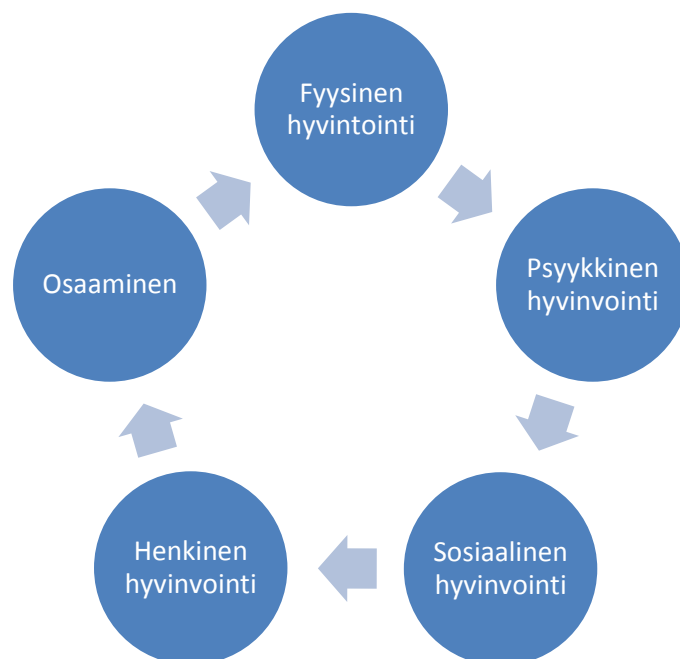 Fyysinen
hyvintointi
Psyykkinen
hyvinvointi
Sosiaalinen
hyvinvointi
Henkinen
hyvinvointi
Osaaminen